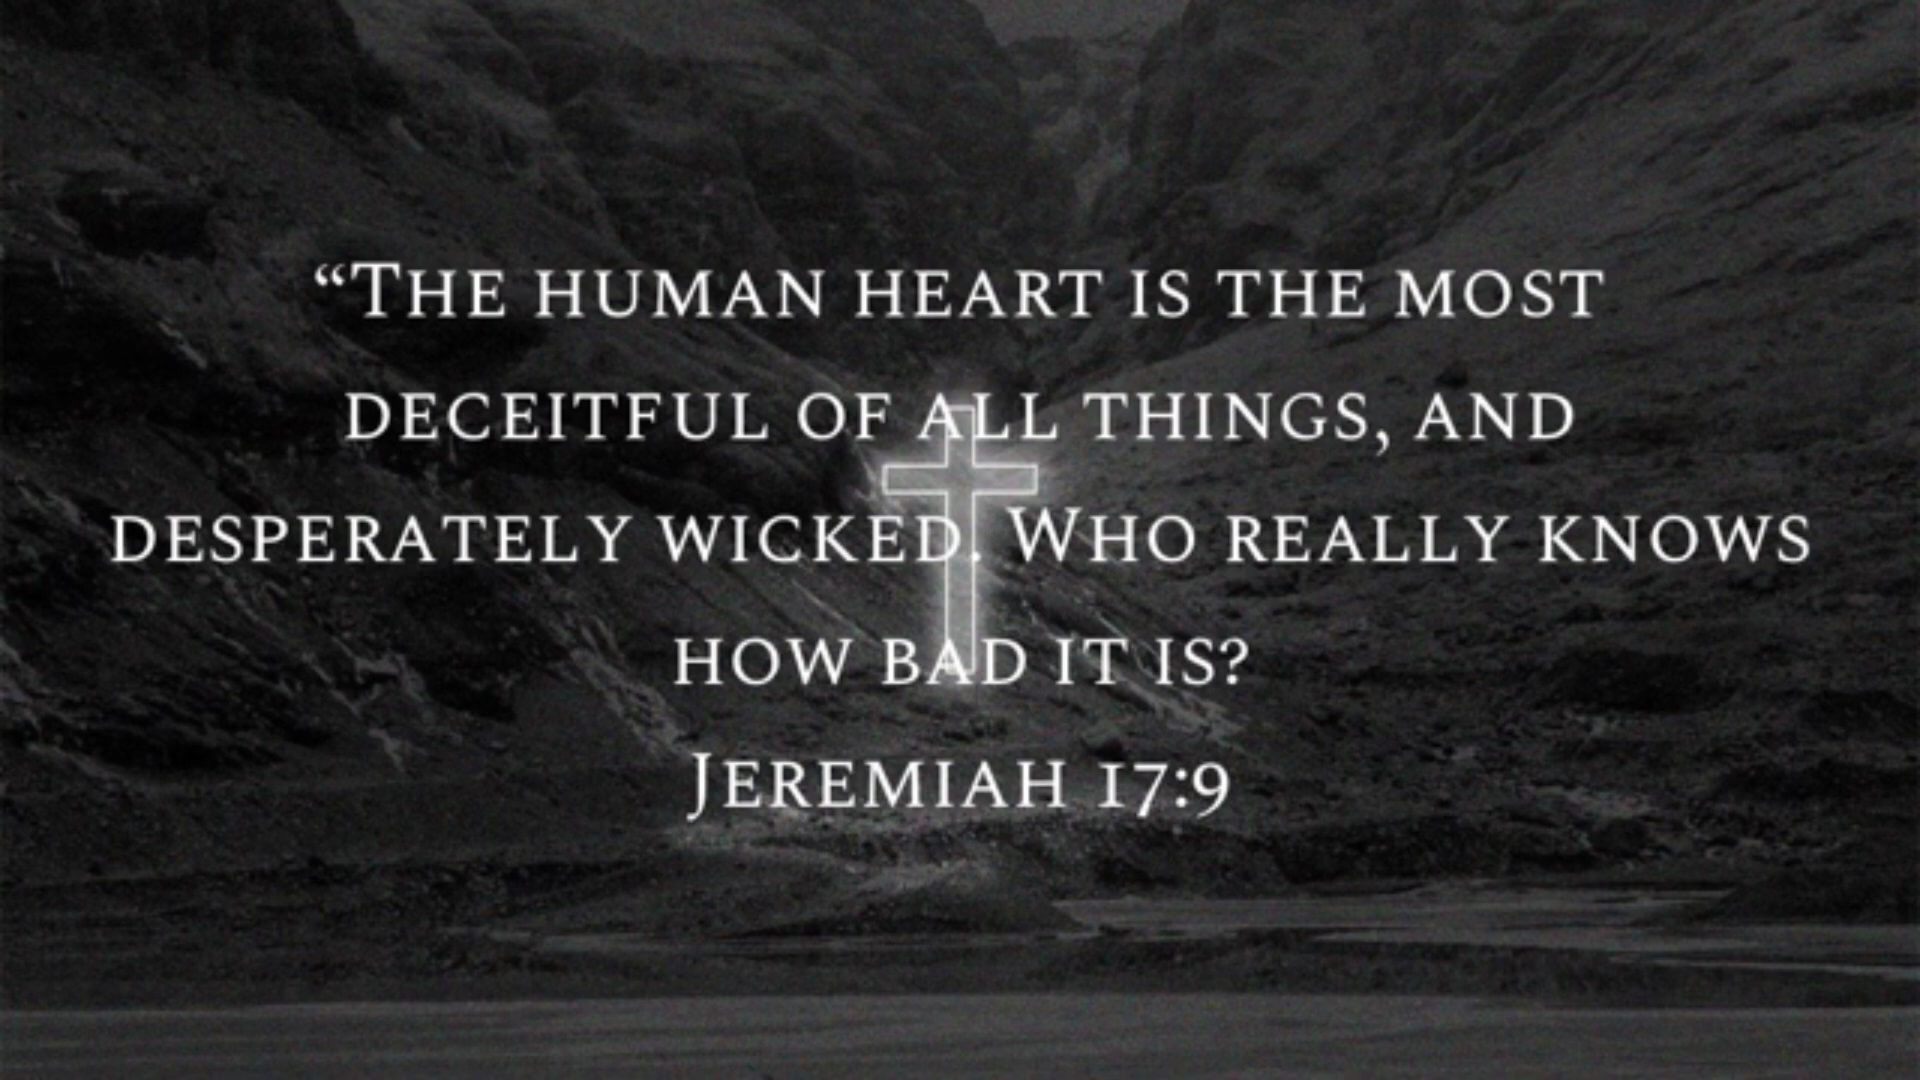 “The human heart is the most
deceitful of all things, and
desperately wicked. Who really knows
how bad it is?
Jeremiah 17:9